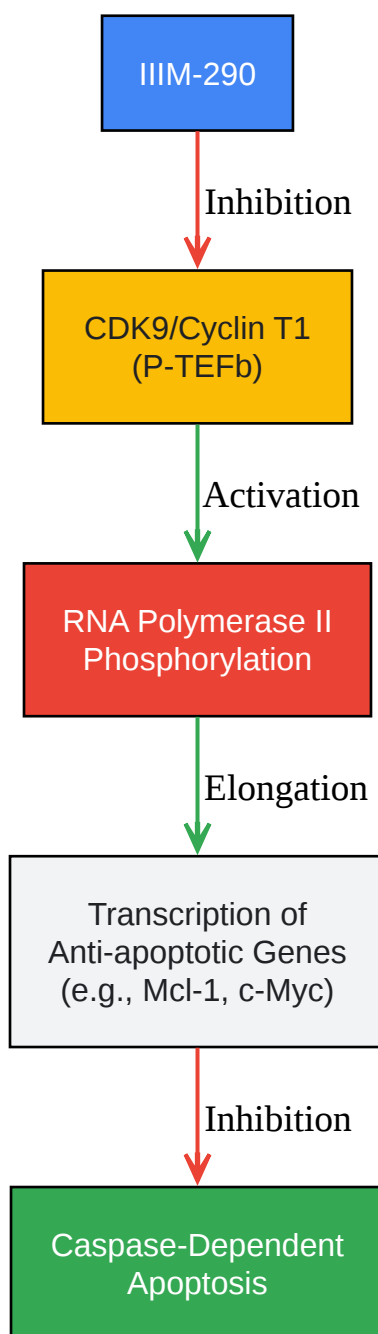 IIIM-290
Inhibition
CDK9/Cyclin T1
(P-TEFb)
Activation
RNA Polymerase II
Phosphorylation
Elongation
Transcription of
Anti-apoptotic Genes
(e.g., Mcl-1, c-Myc)
Inhibition
Caspase-Dependent
Apoptosis